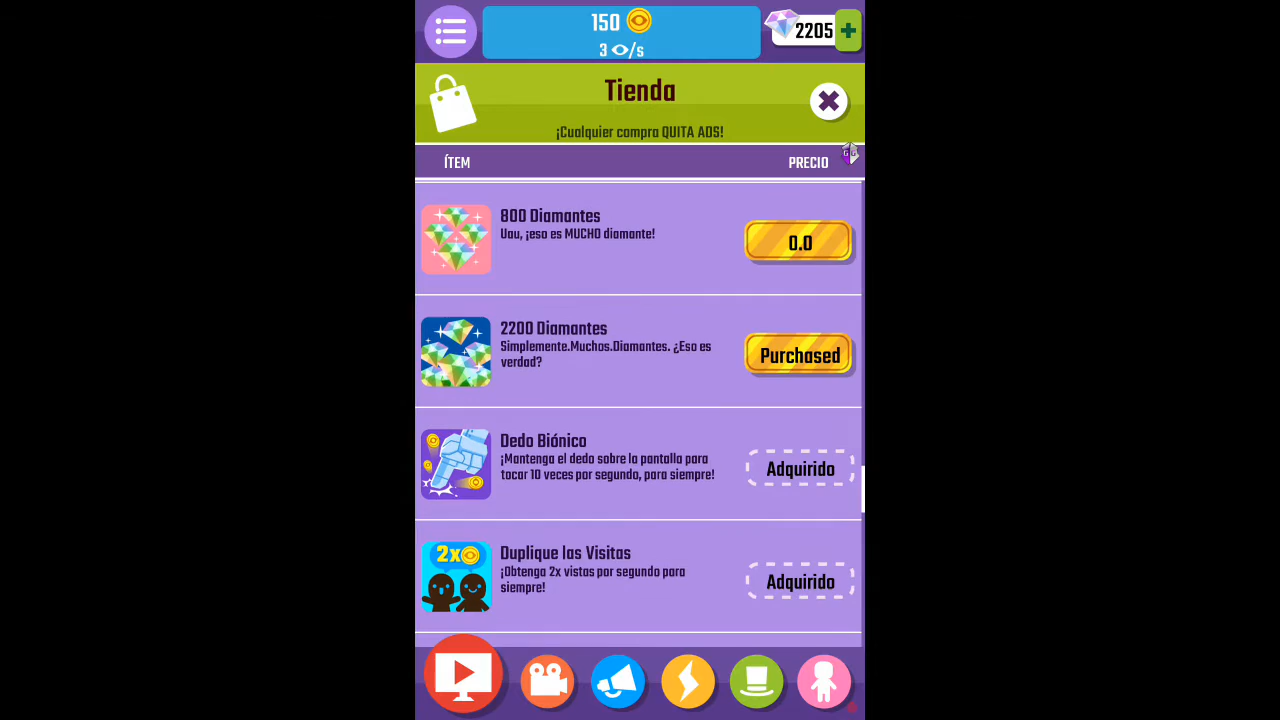 150
3 /s
2205
Tienda
¡Cualquier compra QUITA ADS!
ÍTEM
PRECIO
800 Diamantes
Uau, ¡eso es MUCHO diamante!
0.0
2200 Diamantes
Simplemente.Muchos.Diamantes. ¿Eso es
verdad?
Purchased
Dedo Biónico
¡Mantenga el dedo sobre la pantalla para
tocar 10 veces por segundo, para siempre!
Adquirido
2x
Duplique las Visitas
¡Obtenga 2x vistas por segundo para
siempre!
Adquirido